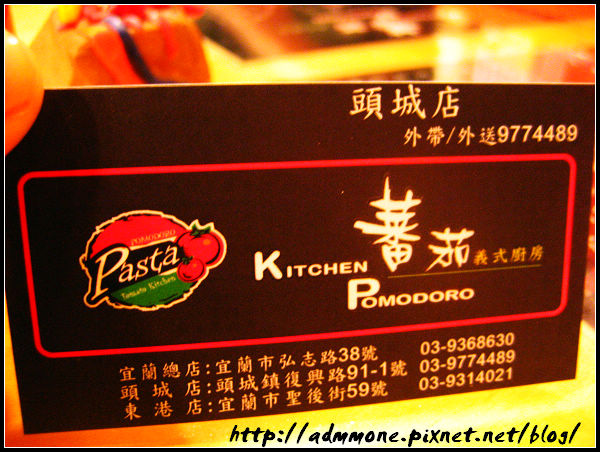 頭城店
外帶/外送9774489
POMODORO
Pasta
Tomato Kitchen
蕃茄義式廚房
KITCHEN
POMODORO
宜蘭總店:宜蘭市弘志路38號 03-9368630
頭城店:頭城鎮復興路91-1號 03-9774489
東港店:宜蘭市聖後街59號 03-9314021
http://admmone.pixnet.net/blog/